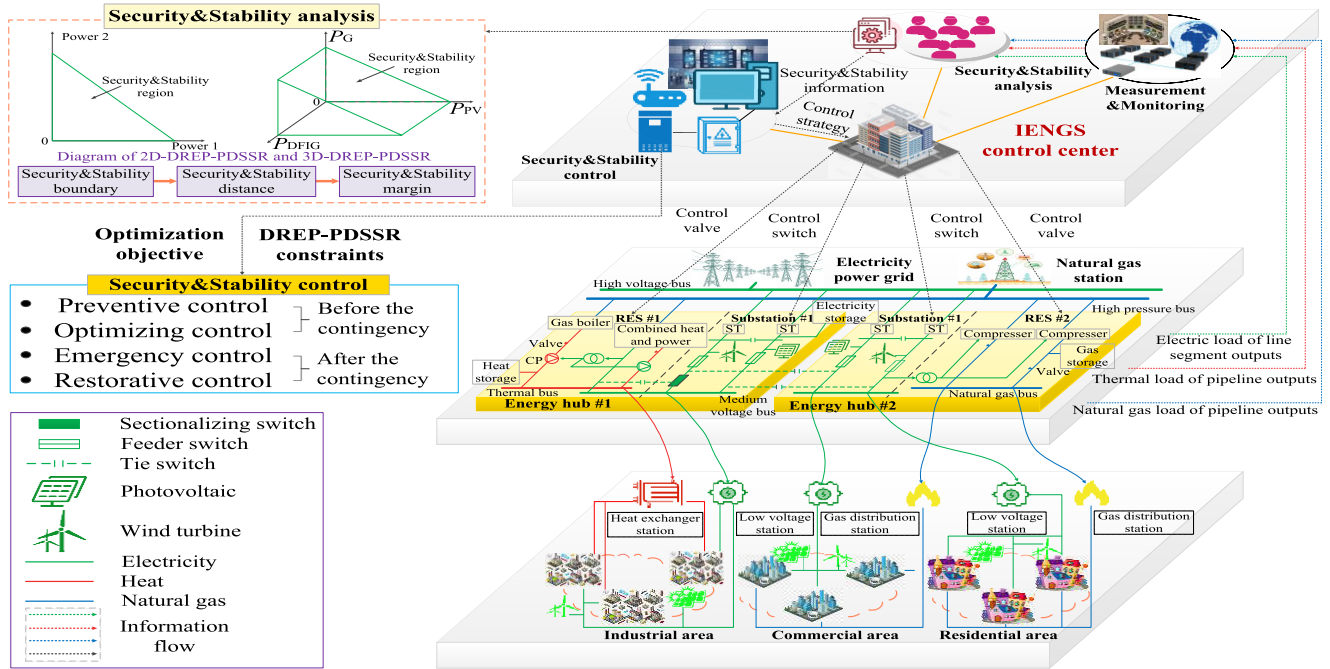 Security&Stability analysis
Power 2
Security&Stability
region
0
Power 1
P_G
Security&Stability
region
0
P_PV
P_DFIG
Diagram of 2D-DREP-PDSSR and 3D-DREP-PDSSR
Security&Stability
boundary
Security&Stability
distance
Security&Stability
margin
Security&Stability
information
Control
strategy
Security&Stability
analysis
Measurement
&Monitoring
IENGS
control center
Security&Stability
control
Control
valve
Control
switch
Control
switch
Control
valve
Optimization
objective
DREP-PDSSR
constraints
Security&Stability control
• Preventive control
• Optimizing control
• Emergency control
• Restorative control
Before the
contingency
After the
contingency
Electricity
power grid
Natural gas
station
High voltage bus
High pressure bus
Gas boiler
RES #1
Combined heat
and power
Substation #1
ST
ST
Electricity
storage
Substation #1
ST
ST
RES #2
Compresser
Compresser
Valve
CP
Heat
storage
Gas
storage
Valve
Thermal bus
Medium
voltage bus
Natural gas bus
Energy hub #1
Energy hub #2
Electric load of line
segment outputs
Thermal load of pipeline outputs
Natural gas load of pipeline outputs
Sectionalizing switch
Feeder switch
Tie switch
Photovoltaic
Wind turbine
Electricity
Heat
Natural gas
Information
flow
Heat exchanger
station
Low voltage
station
Gas distribution
station
Low voltage
station
Gas distribution
station
Industrial area
Commercial area
Residential area